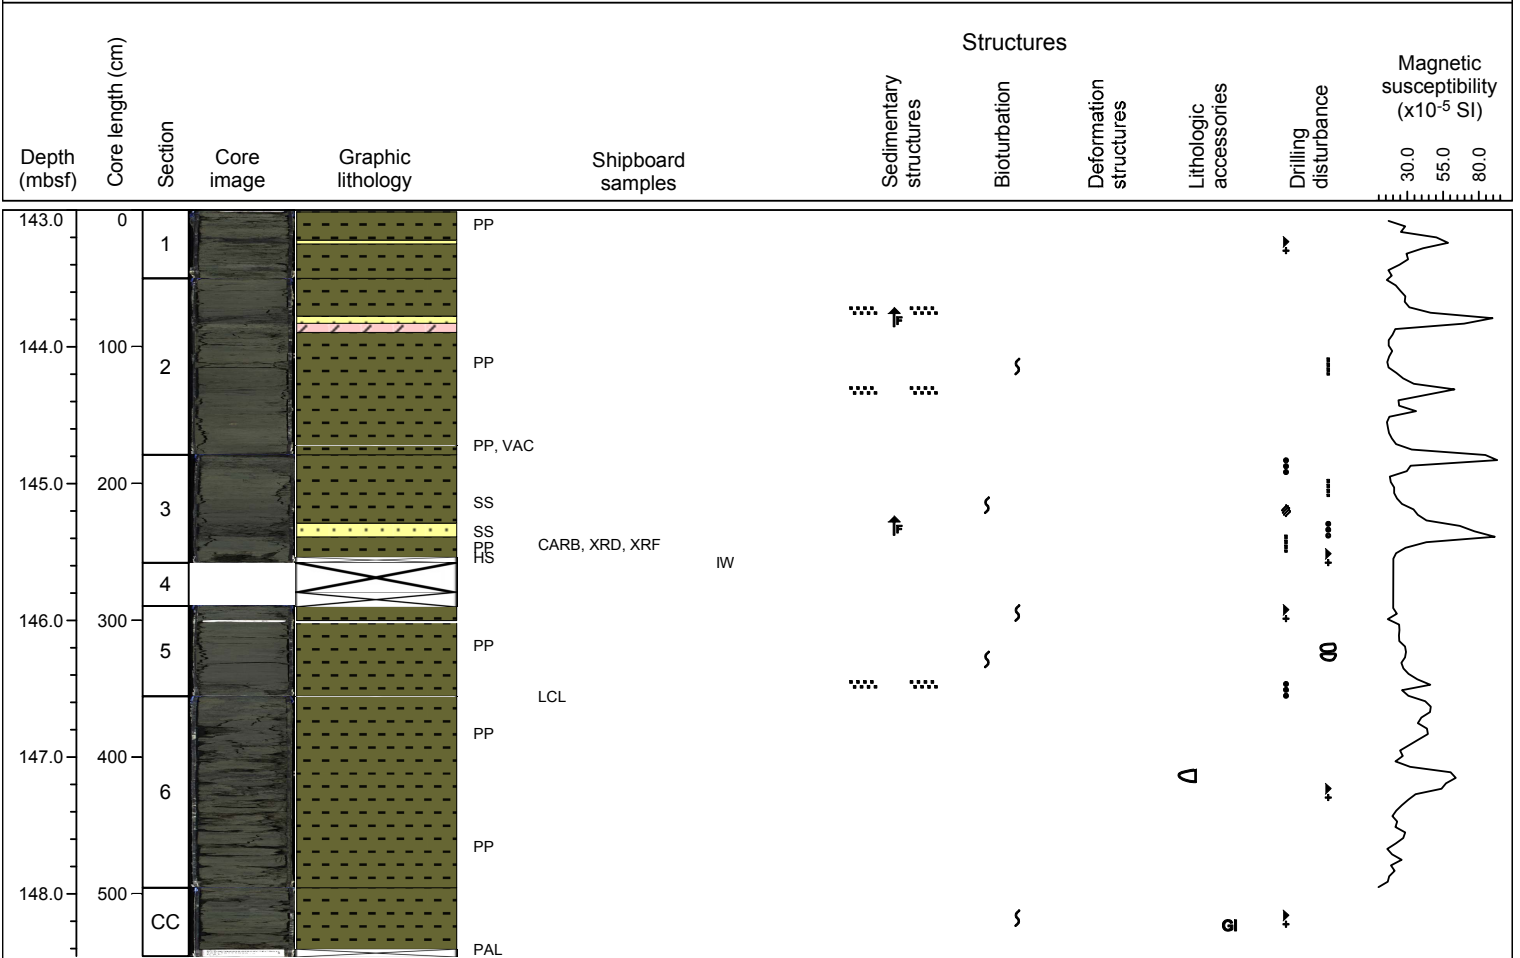 Structures
Depth
(mbsf)
Core length (cm)
Section
Core
image
Graphic
lithology
Shipboard
samples
Sedimentary
structures
Bioturbation
Deformation
structures
Lithologic
accessories
Drilling
disturbance
Magnetic
susceptibility
(x10-5 SI)
30.0 55.0 80.0
143.0 0 1 PP
F
144.0 100 2 PP
PP, VAC
145.0 200 3 SS
SS F
PP CARB, XRD, XRF
HS IW
4
146.0 300 5 PP
LCL
PP
147.0 400 6
PP
148.0 500 CC GI
PAL